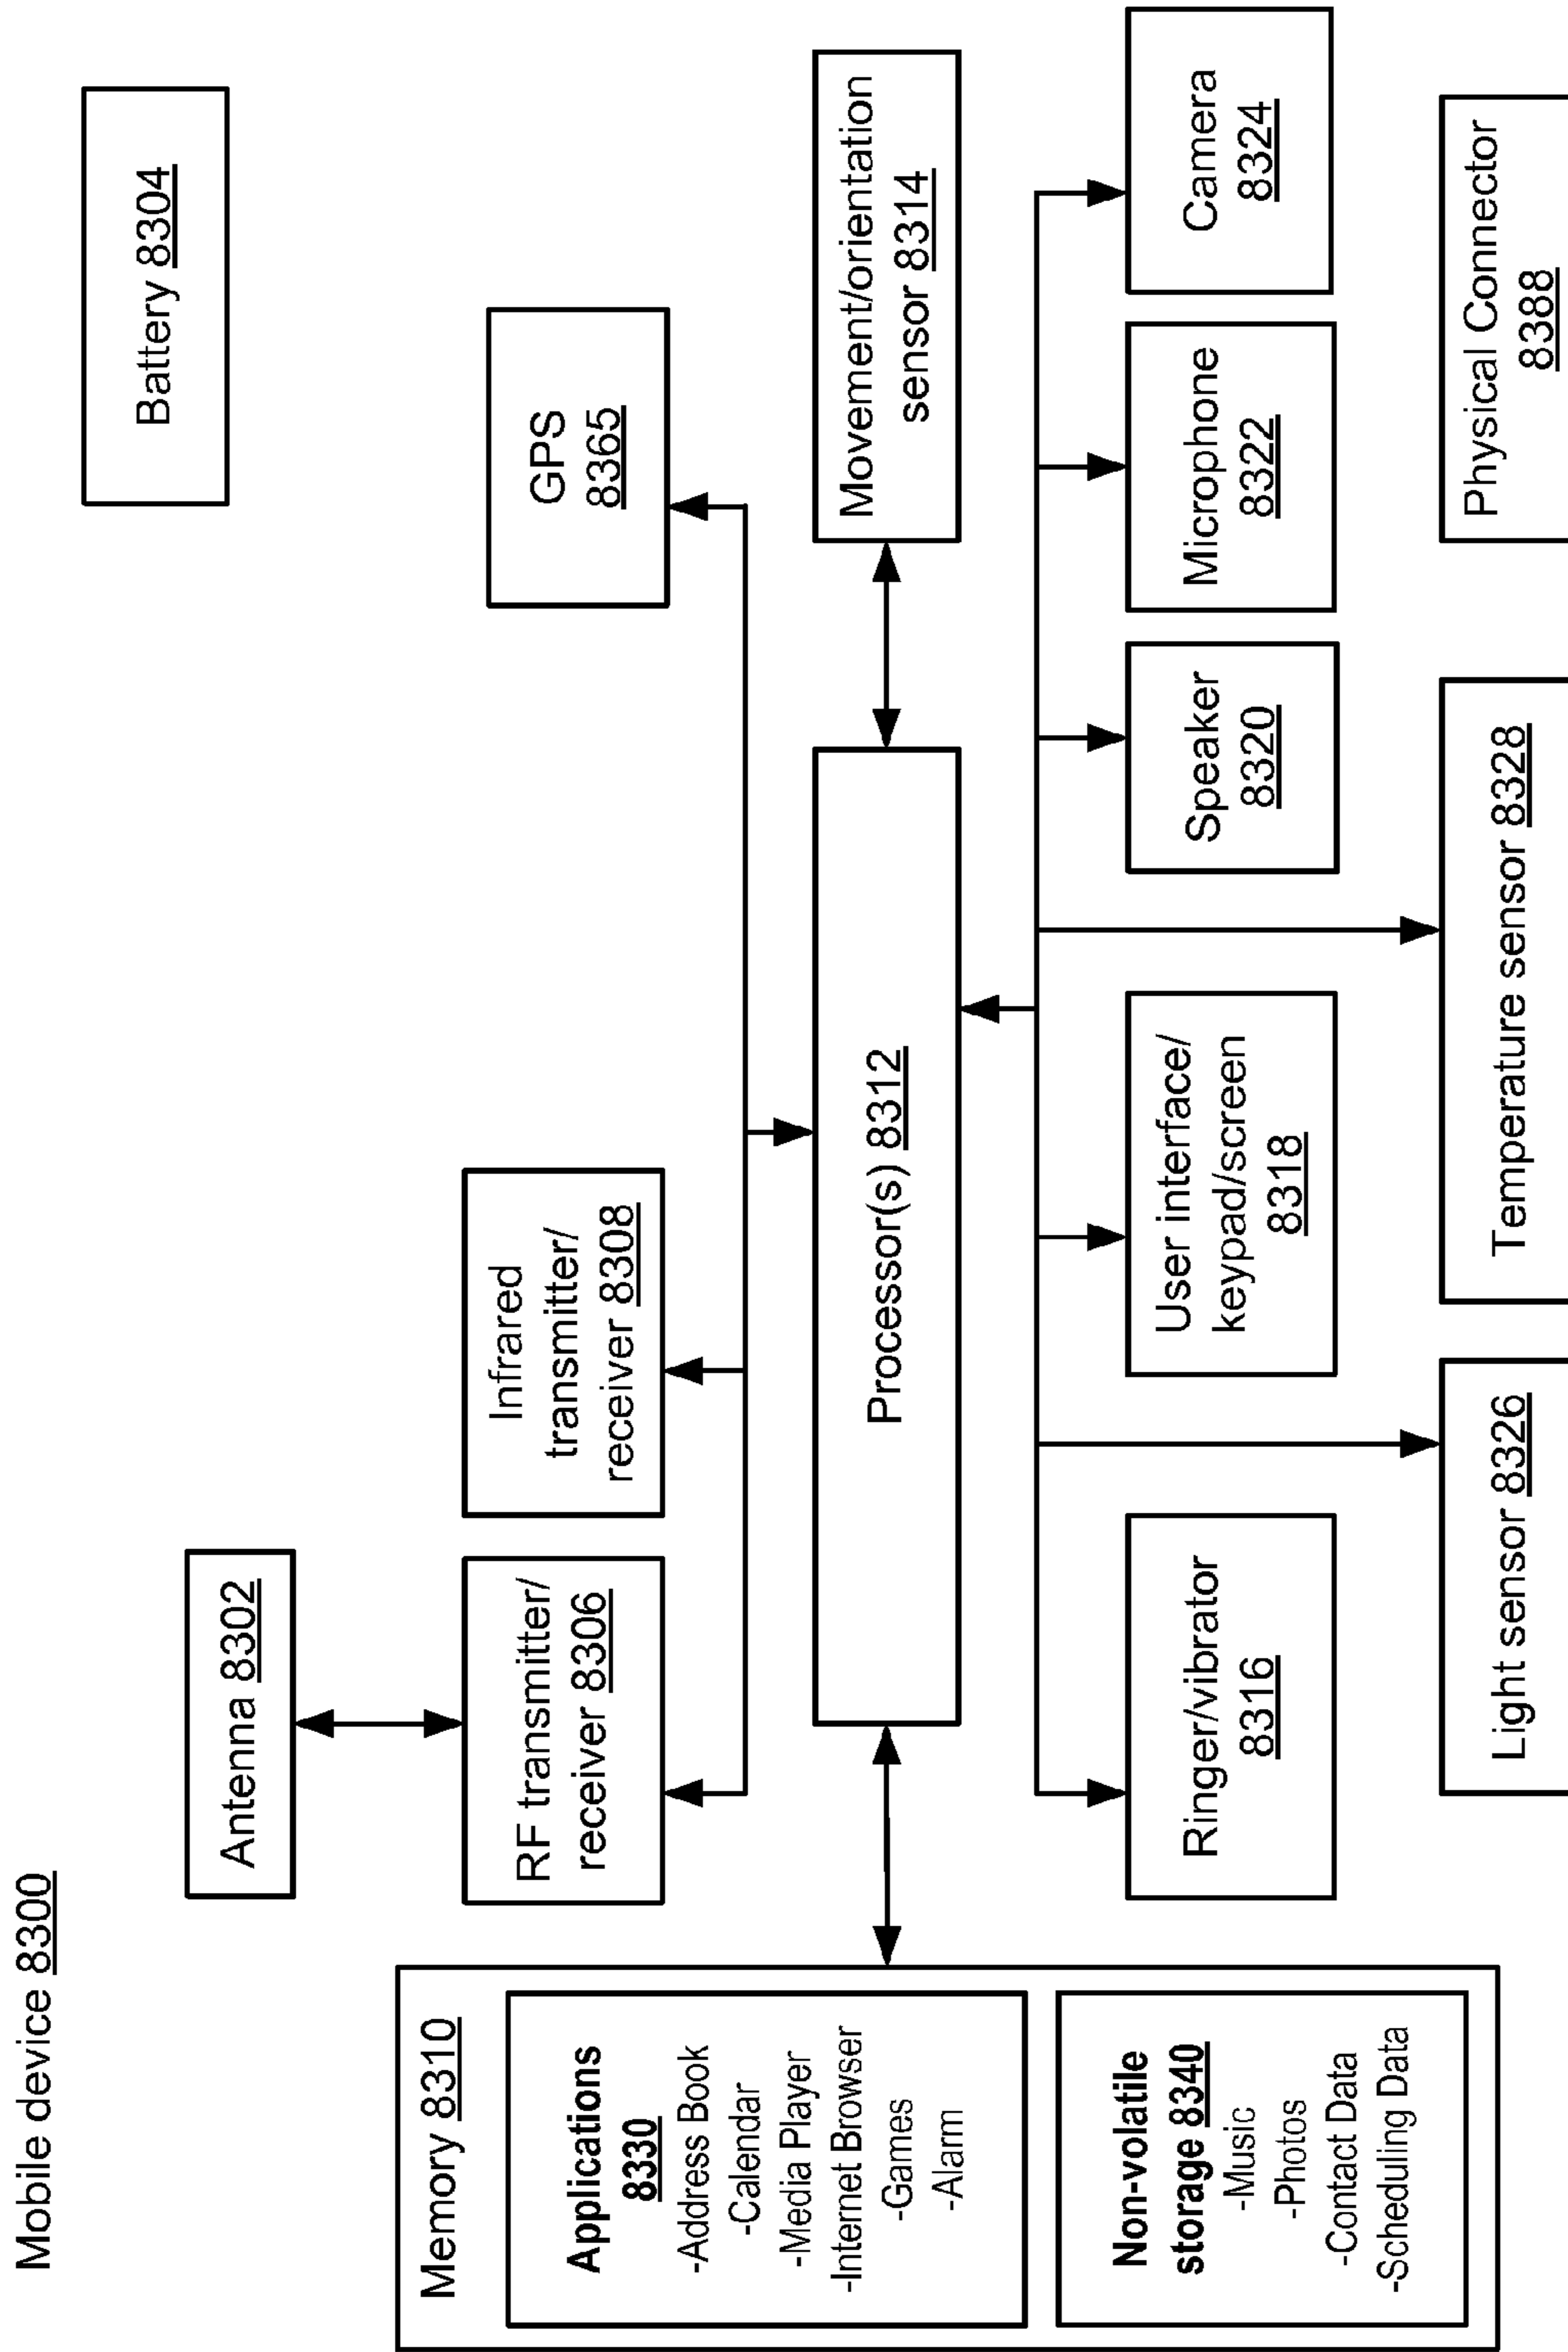 Mobile device 8300
Antenna 8302
Battery 8304
RF transmitter/
receiver 8306
Infrared
transmitter/
receiver 8308
GPS
8365
Memory 8310
Applications
8330
-Address Book
-Calendar
-Media Player
-Internet Browser
-Games
-Alarm
Non-volatile
storage 8340
-Music
-Photos
-Contact Data
-Scheduling Data
Processor(s) 8312
Movement/orientation
sensor 8314
Ringer/vibrator
8316
User interface/
keypad/screen
8318
Speaker
8320
Microphone
8322
Camera
8324
Light sensor 8326
Temperature sensor 8328
Physical Connector
8388